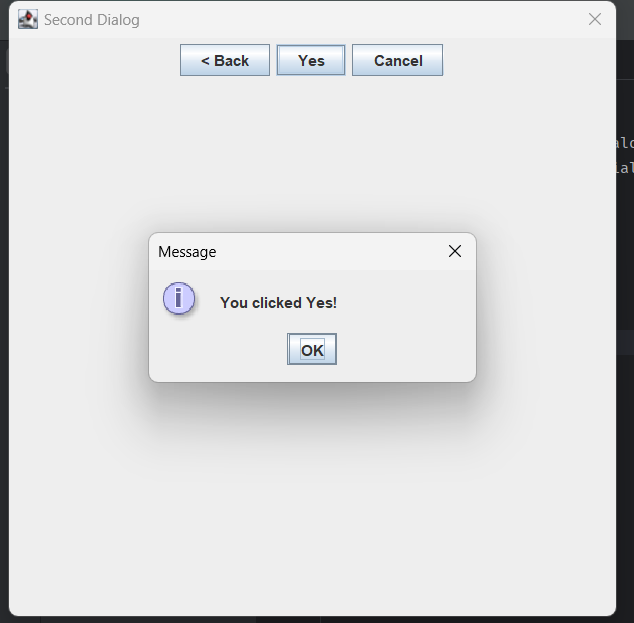 Second Dialog
< Back Yes Cancel
Message
i
You clicked Yes!
OK